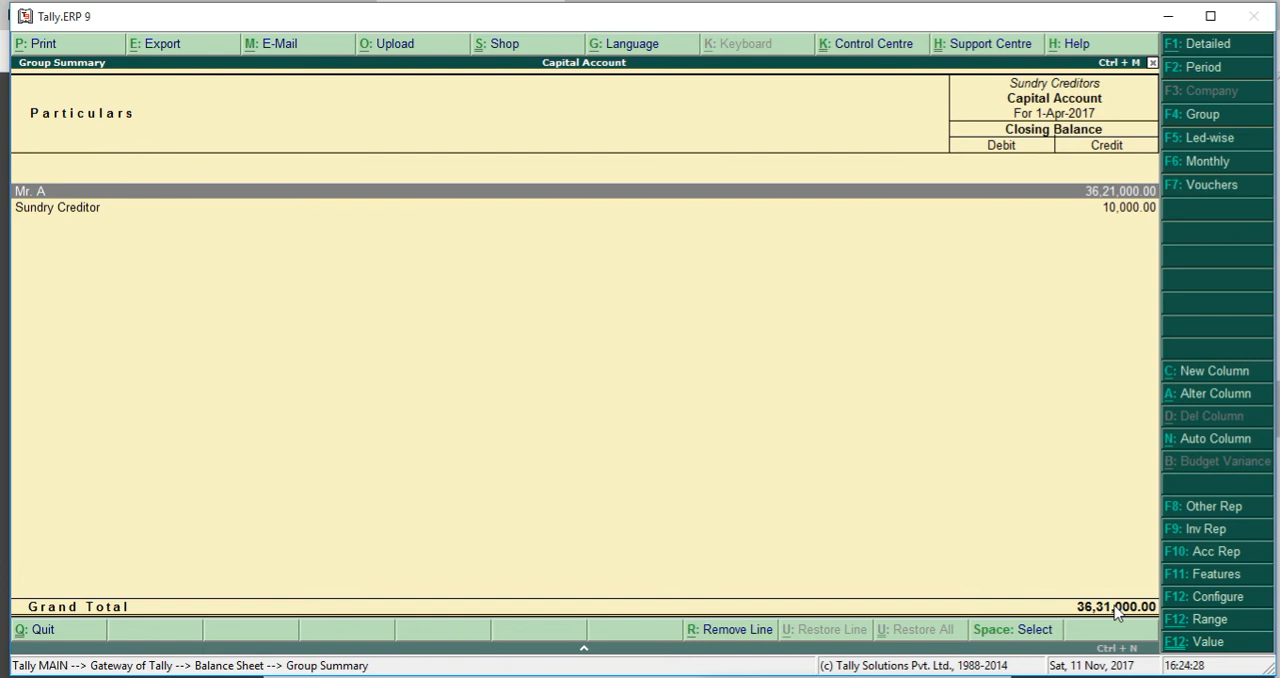 Tally.ERP 9
P: Print E: Export M: E-Mail O: Upload S: Shop G: Language K: Keyboard K: Control Centre H: Support Centre H: Help
Group Summary Capital Account Ctrl + M
Particulars
Sundry Creditors
Capital Account
For 1-Apr-2017
Closing Balance
Debit Credit
Mr. A 36,21,000.00
Sundry Creditor 10,000.00
Grand Total 36,31,000.00
Q: Quit R: Remove Line U: Restore Line U: Restore All Space: Select
Ctrl + N
Tally MAIN --> Gateway of Tally --> Balance Sheet --> Group Summary (c) Tally Solutions Pvt. Ltd., 1988-2014 Sat, 11 Nov, 2017 16:24:28
F1: Detailed
F2: Period
F3: Company
F4: Group
F5: Led-wise
F6: Monthly
F7: Vouchers
C: New Column
A: Alter Column
D: Del Column
N: Auto Column
B: Budget Variance
F8: Other Rep
F9: Inv Rep
F10: Acc Rep
F11: Features
F12: Configure
F12: Range
F12: Value